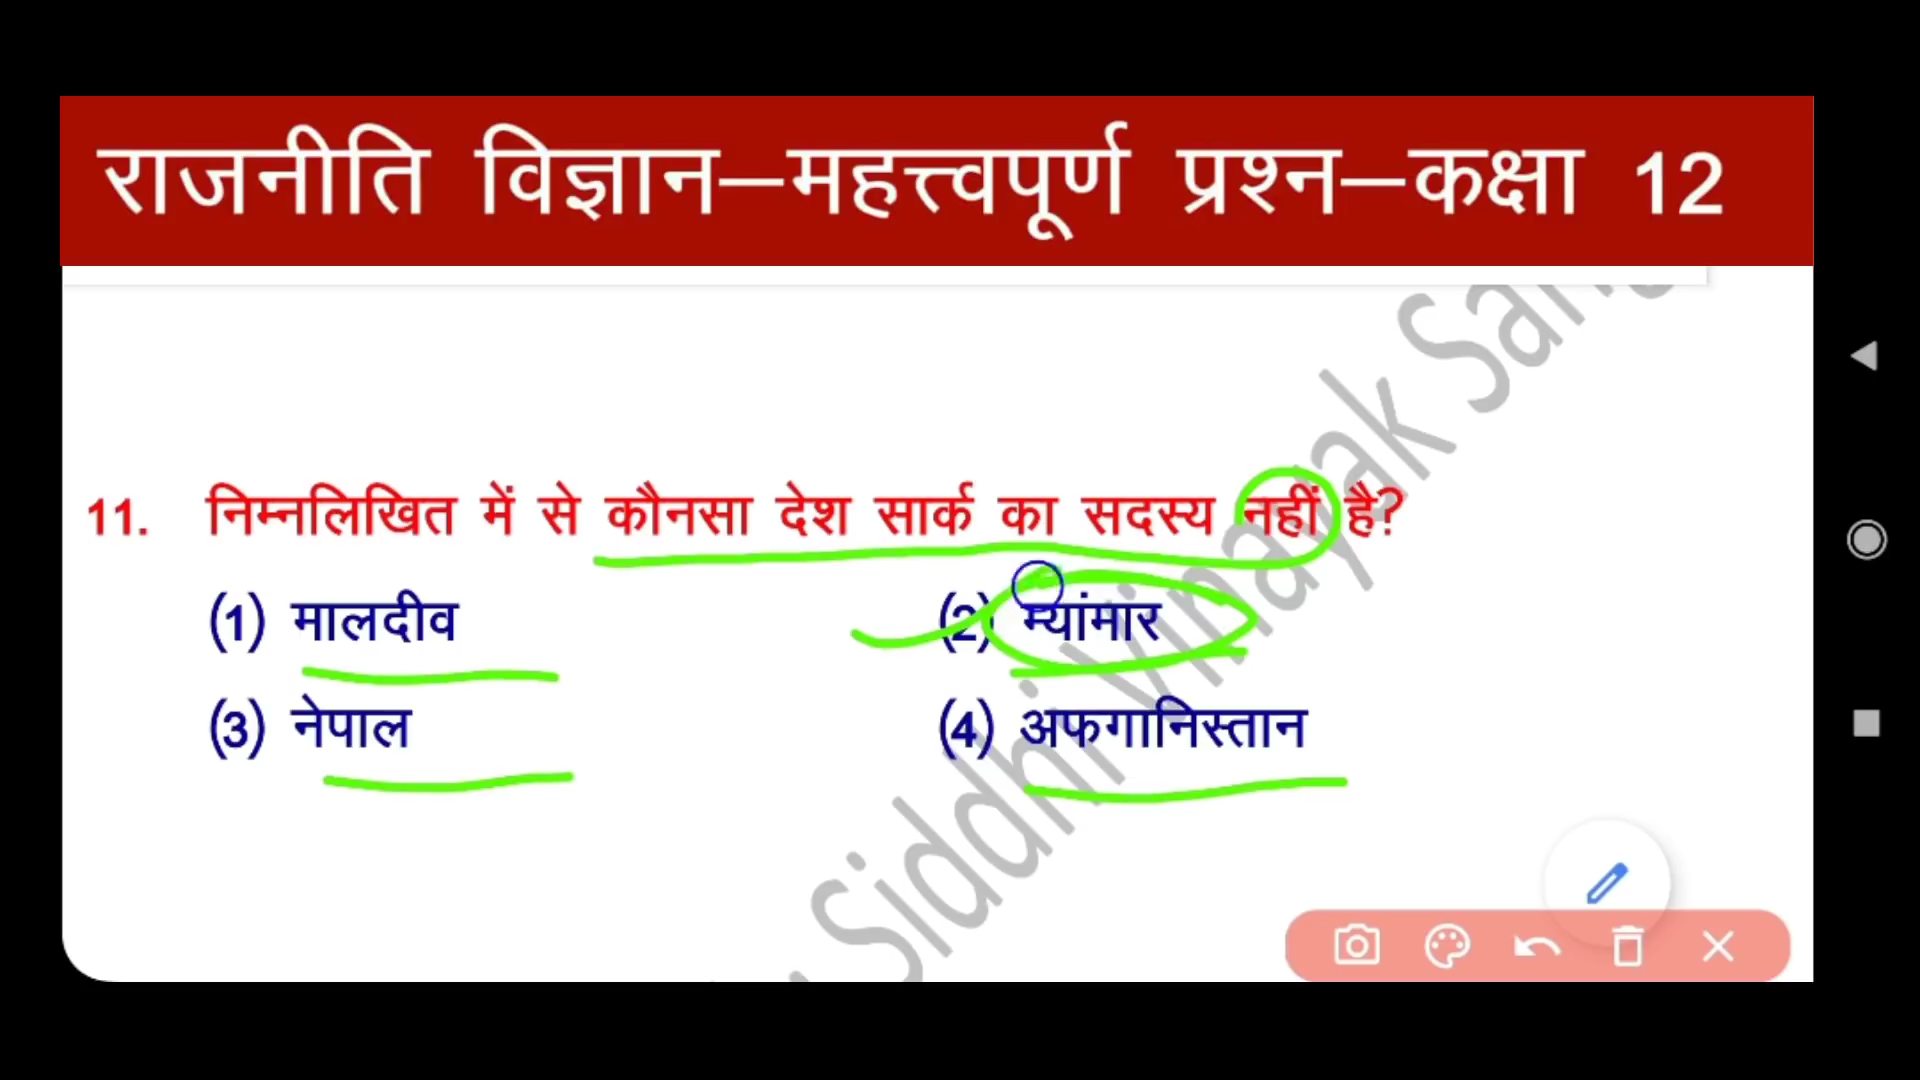 राजनीति विज्ञान–महत्त्वपूर्ण प्रश्न–कक्षा 12
11. निम्नलिखित में से कौनसा देश सार्क का सदस्य नहीं है?
(1) मालदीव (2) म्यांमार
(3) नेपाल (4) अफगानिस्तान
Siddhi Vinayak